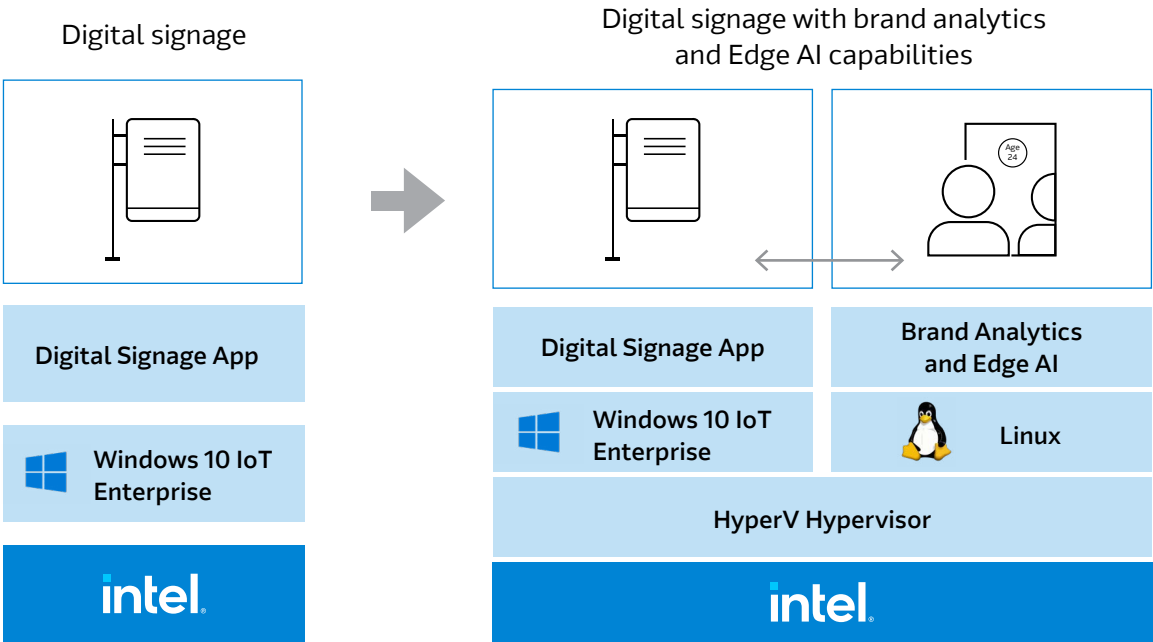 Digital signage
Digital signage with brand analytics
and Edge AI capabilities
Age
24
Digital Signage App
Windows 10 IoT
Enterprise
intel.
Digital Signage App
Brand Analytics
and Edge AI
Windows 10 IoT
Enterprise
Linux
HyperV Hypervisor
intel.